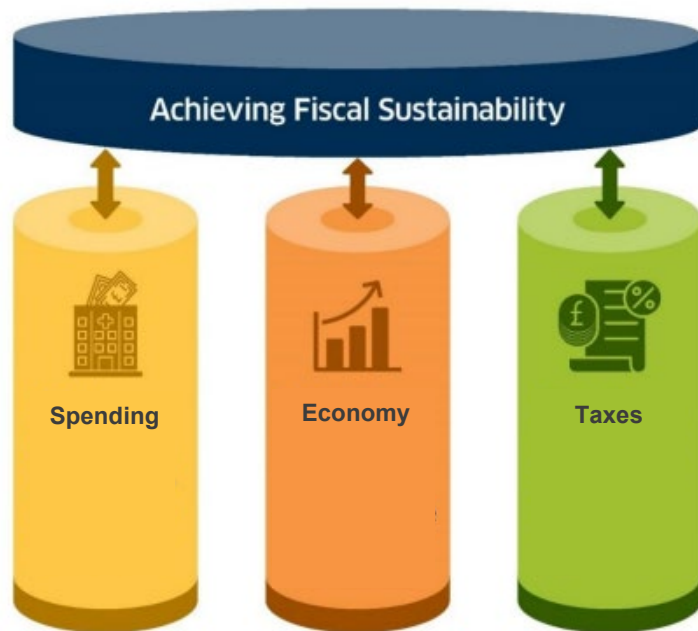 Achieving Fiscal Sustainability
Spending
Economy
Taxes
£
%